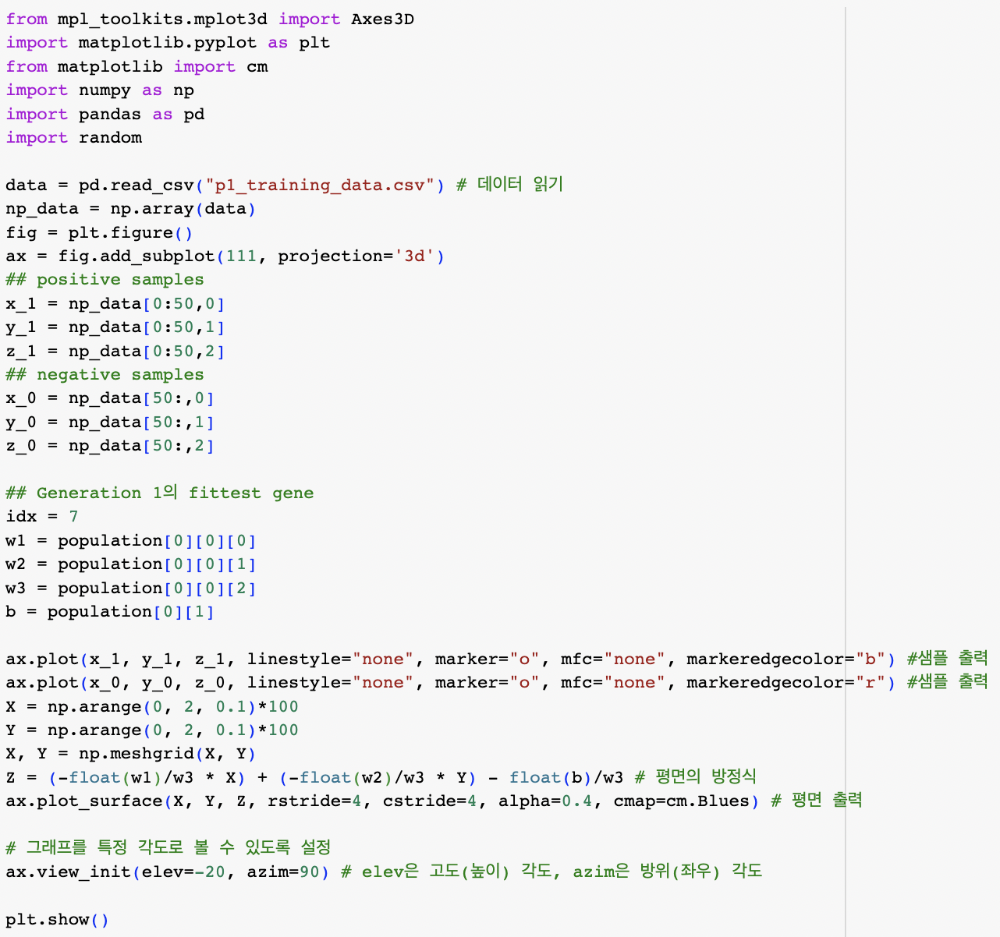 from mpl_toolkits.mplot3d import Axes3D
import matplotlib.pyplot as plt
from matplotlib import cm
import numpy as np
import pandas as pd
import random
data = pd.read_csv("p1_training_data.csv") # 데이터 읽기
np_data = np.array(data)
fig = plt.figure()
ax = fig.add_subplot(111, projection='3d')
## positive samples
x_1 = np_data[0:50,0]
y_1 = np_data[0:50,1]
z_1 = np_data[0:50,2]
## negative samples
x_0 = np_data[50:,0]
y_0 = np_data[50:,1]
z_0 = np_data[50:,2]
## Generation 1의 fittest gene
idx = 7
w1 = population[0][0][0]
w2 = population[0][0][1]
w3 = population[0][0][2]
b = population[0][1]
ax.plot(x_1, y_1, z_1, linestyle="none", marker="o", mfc="none", markeredgecolor="b") #샘플 출력
ax.plot(x_0, y_0, z_0, linestyle="none", marker="o", mfc="none", markeredgecolor="r") #샘플 출력
X = np.arange(0, 2, 0.1)*100
Y = np.arange(0, 2, 0.1)*100
X, Y = np.meshgrid(X, Y)
Z = (-float(w1)/w3 * X) + (-float(w2)/w3 * Y) - float(b)/w3 # 평면의 방정식
ax.plot_surface(X, Y, Z, rstride=4, cstride=4, alpha=0.4, cmap=cm.Blues) # 평면 출력
# 그래프를 특정 각도로 볼 수 있도록 설정
ax.view_init(elev=-20, azim=90) # elev은 고도(높이) 각도, azim은 방위(좌우) 각도
plt.show()